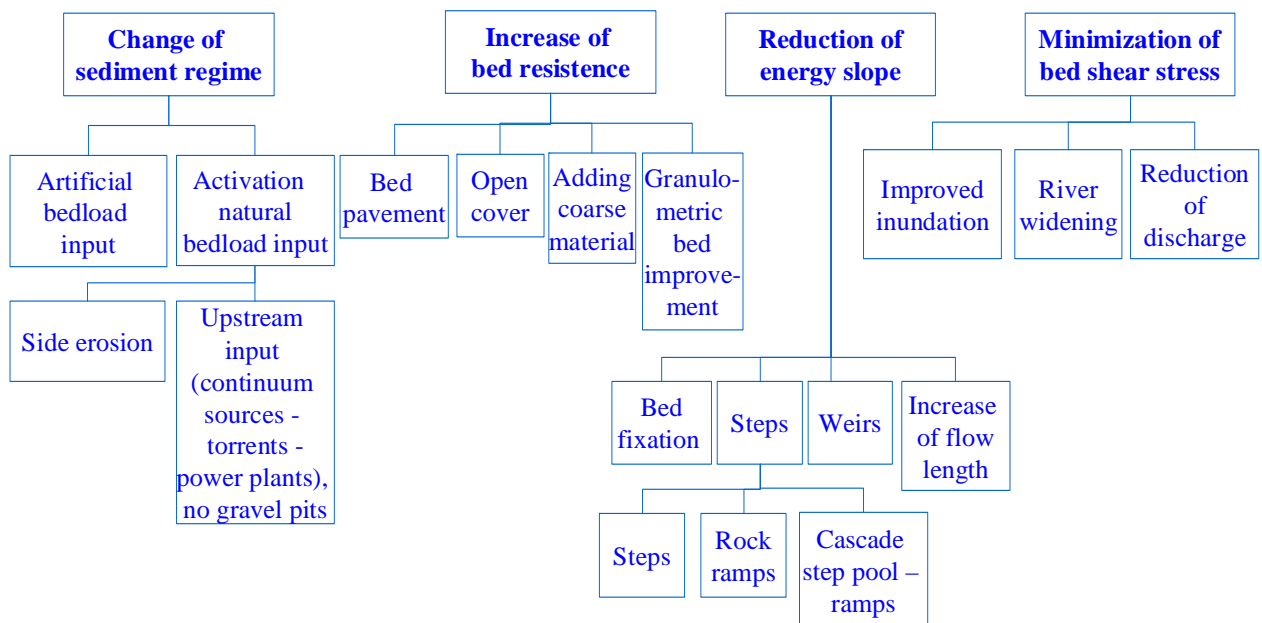 Change of
sediment regime
Increase of
bed resistence
Reduction of
energy slope
Minimization of
bed shear stress
Artificial
bedload
input
Activation
natural
bedload input
Bed
pavement
Open
cover
Adding
coarse
material
Granulo-
metric
bed
improve-
ment
Improved
inundation
River
widening
Reduction
of
discharge
Side erosion
Upstream
input
(continuum
sources -
torrents -
power plants),
no gravel pits
Bed
fixation
Steps
Weirs
Increase
of flow
length
Steps
Rock
ramps
Cascade
step pool –
ramps